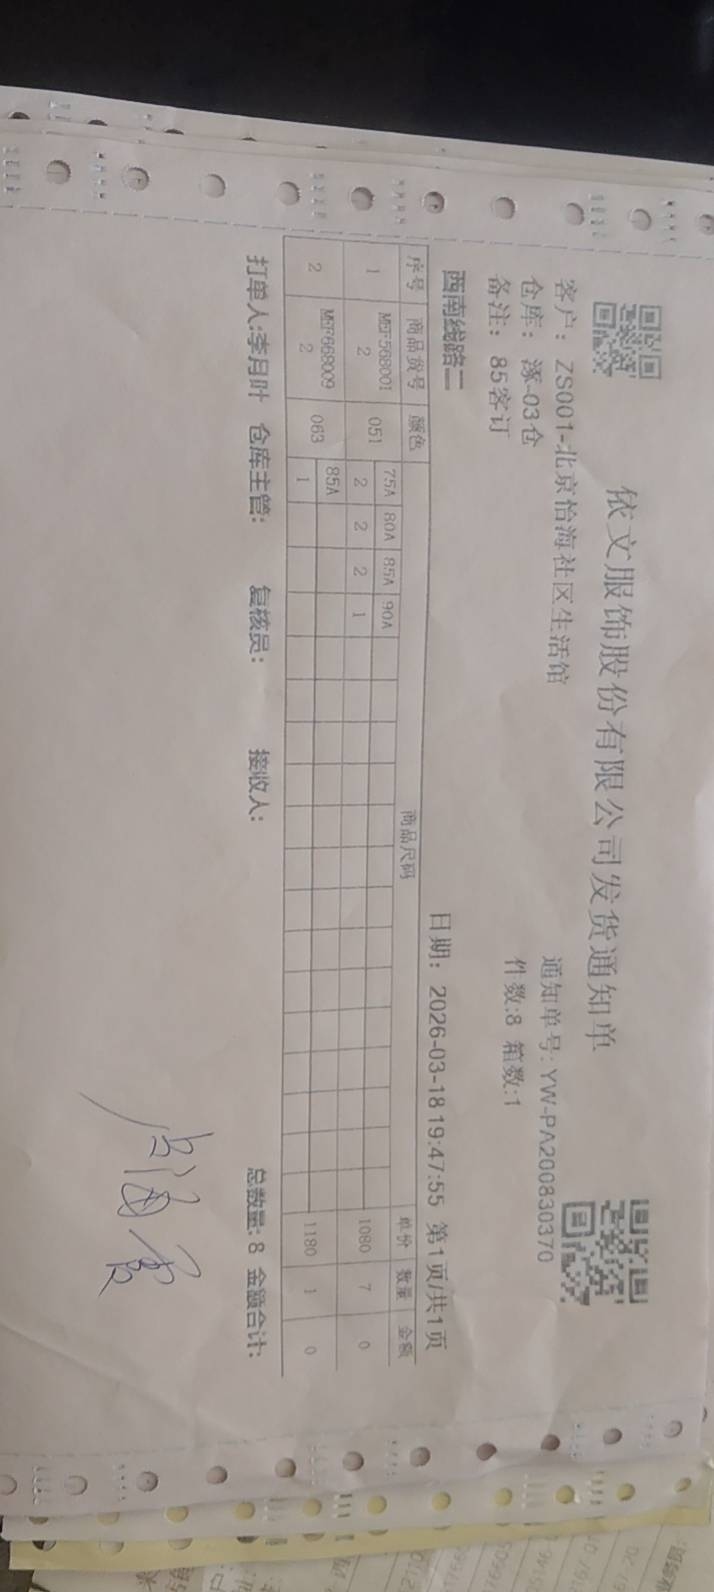 依文服饰股份有限公司发货通知单
客户： ZS001-北京怡海社区生活馆
通知单号: YW-PA200830370
仓库： 涿-03仓
件数:8 箱数:1
备注： 85客订
西南线路二
日期： 2026-03-18 19:47:55 第1页/共1页
序号 商品货号 颜色 商品尺码 单价 数量 金额
75A 80A 85A 90A
1 MSF568001 2 051 2 2 2 1 1080 7 0
85A
2 MSF668009 2 063 1 1180 1 0
打单人:李月叶 仓库主管: 复核员: 接收人: 总数量: 8 金额合计: